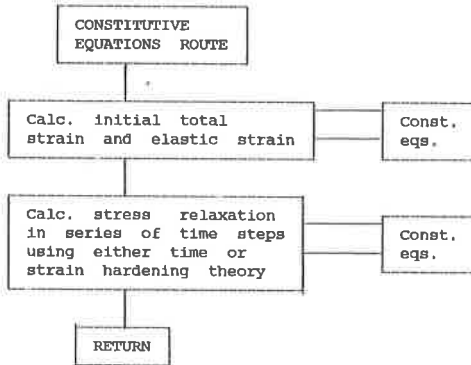 CONSTITUTIVE
EQUATIONS ROUTE
Calc. initial total
strain and elastic strain
Const.
eqs.
Calc. stress relaxation
in series of time steps
using either time or
strain hardening theory
Const.
eqs.
RETURN